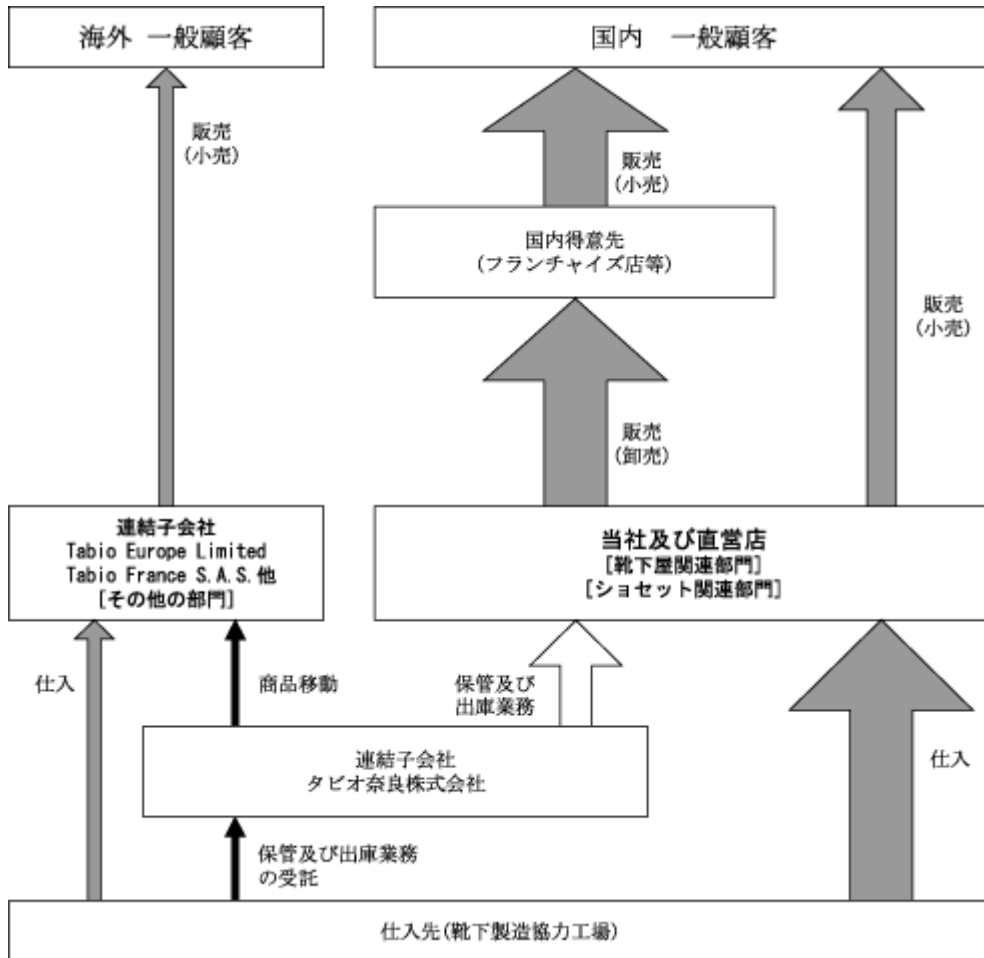 海外 一般顧客
国内 一般顧客
販売
(小売)
販売
(小売)
国内得意先
(フランチャイズ店等)
販売
(小売)
販売
(卸売)
連結子会社
Tabio Europe Limited
Tabio France S.A.S.他
[その他の部門]
当社及び直営店
[靴下屋関連部門]
[ショセット関連部門]
仕入
商品移動
保管及び
出庫業務
仕入
連結子会社
タビオ奈良株式会社
保管及び出庫業務
の受託
仕入先(靴下製造協力工場)